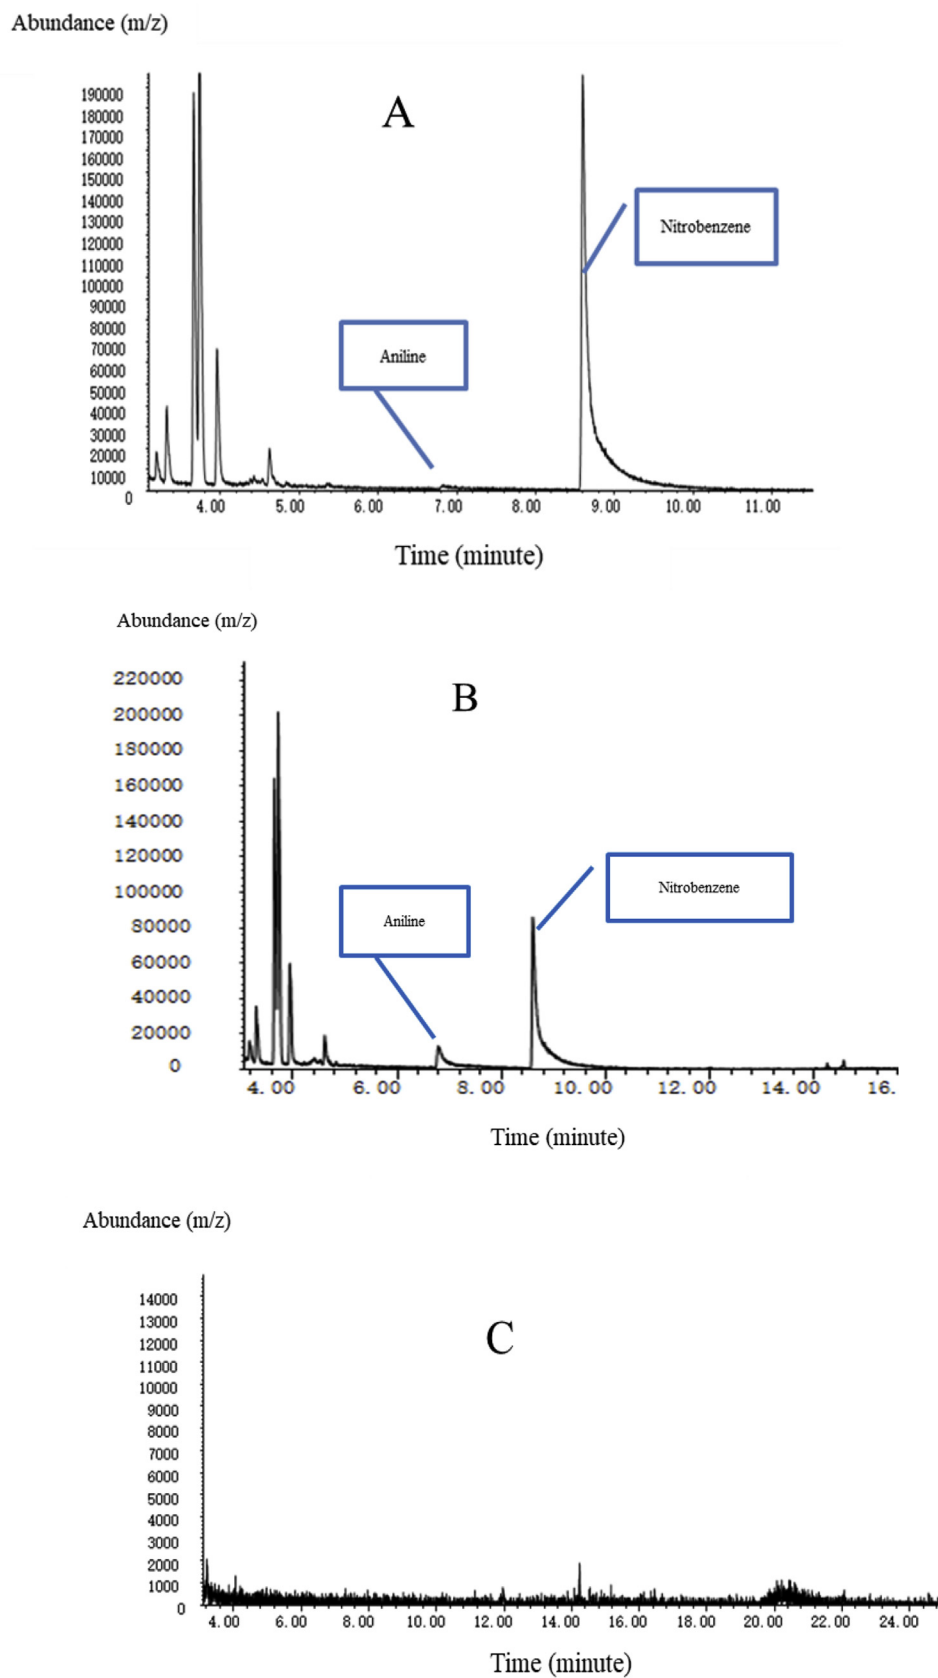 Abundance (m/z)
A
190000
180000
170000
160000
150000
140000
130000
120000
110000
100000
90000
80000
70000
60000
50000
40000
30000
20000
10000
0
Nitrobenzene
Aniline
4.00 5.00 6.00 7.00 8.00 9.00 10.00 11.00
Time (minute)
Abundance (m/z)
B
220000
200000
180000
160000
140000
120000
100000
80000
60000
40000
20000
0
Nitrobenzene
Aniline
4.00 6.00 8.00 10.00 12.00 14.00 16.
Time (minute)
Abundance (m/z)
C
14000
13000
12000
11000
10000
9000
8000
7000
6000
5000
4000
3000
2000
1000
0
4.00 6.00 8.00 10.00 12.00 14.00 16.00 18.00 20.00 22.00 24.00
Time (minute)